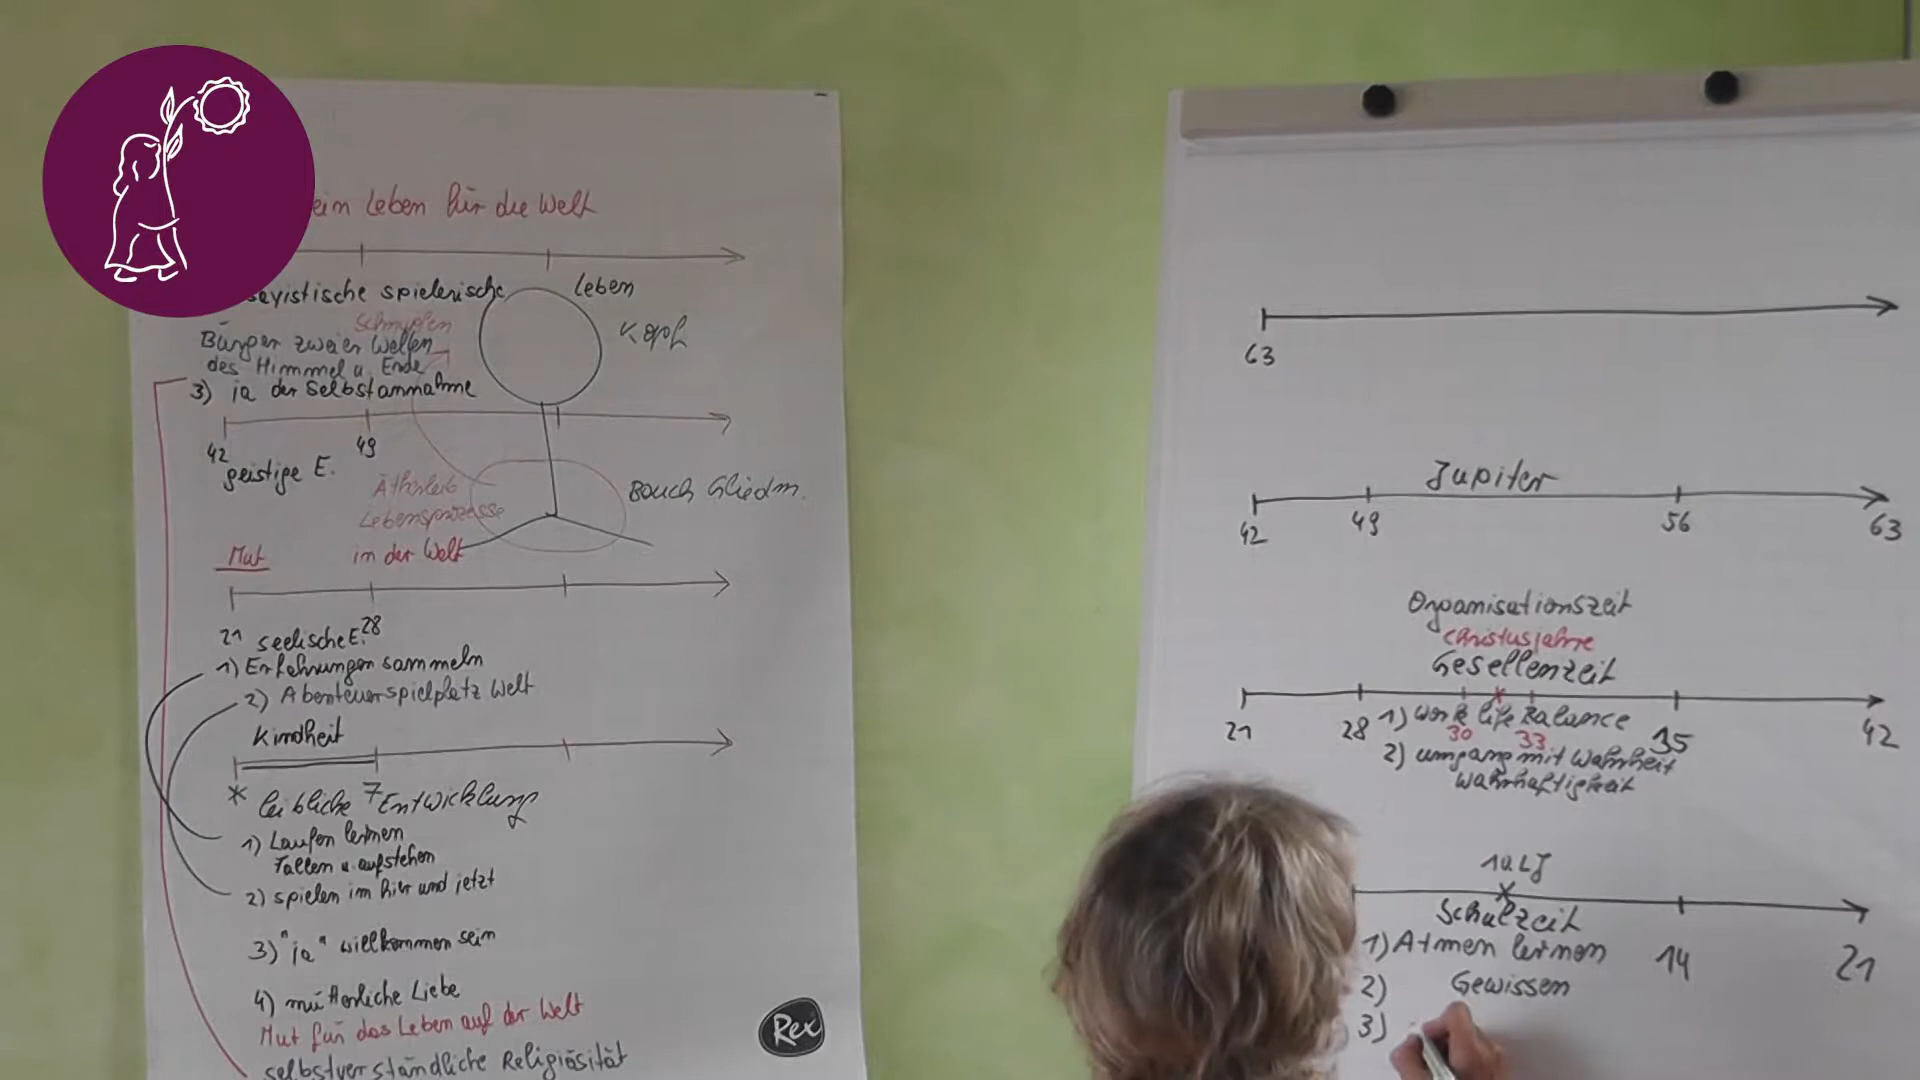 ein Leben für die Welt
spielerische
Leben
Schnupfen
Kopf
Bürger zweier Welten
des Himmel u. Erde
3) ja der Selbstannahme
42
49
geistige E.
Ätherleib
Lebensprozesse
Bauch Gliedm.
Mut
in der Welt
21
28
seelische E.
1) Erfahrungen sammeln
2) Abenteuerspielplatz Welt
Kindheit
*
7
leibliche Entwicklung
1) Laufen lernen
Fallen u aufstehen
2) spielen im hier und jetzt
3) "ja" willkommen sein
4) mütterliche Liebe
Mut für das Leben auf der Welt
selbstverständliche Religiösität
Rex
63
Jupiter
42
49
56
63
Organisationszeit
Christusjahre
Gesellenzeit
21
28
1) Work life Balance
30
33
35
42
2) umgang mit Wahrheit
Wahrhaftigkeit
10 LJ
Schulzeit
1) Atmen lernen
14
21
2) Gewissen
3)